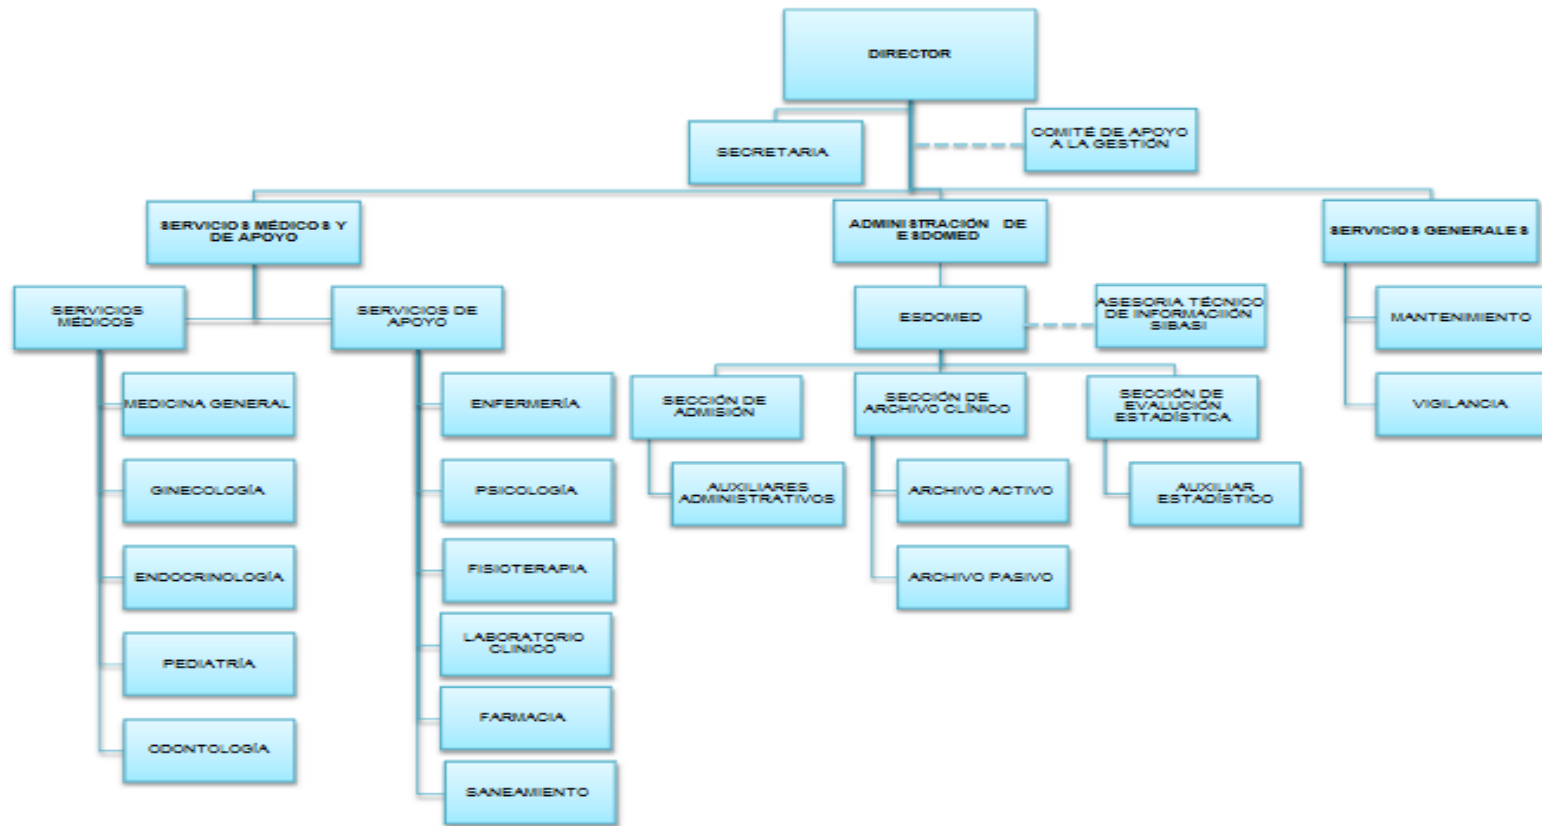 DIRECTOR
SECRETARIA
COMITÉ DE APOYO
A LA GESTIÓN
SERVICIOS MÉDICOS Y
DE APOYO
ADMINISTRACIÓN DE
ESDOMED
SERVICIOS GENERALES
SERVICIOS
MÉDICOS
SERVICIOS DE
APOYO
ESDOMED
ASESORIA TÉCNICO
DE INFORMACIIÓN
SIBASI
MANTENIMIENTO
MEDICINA GENERAL
ENFERMERÍA
SECCIÓN DE
ADMISIÓN
SECCIÓN DE
ARCHIVO CLÍNICO
SECCIÓN DE
EVALUCIÓN
ESTADÍSTICA
VIGILANCIA
GINECOLOGÍA
PSICOLOGÍA
AUXILIARES
ADMINISTRATIVOS
ARCHIVO ACTIVO
AUXILIAR
ESTADÍSTICO
ENDOCRINOLOGÍA
FISIOTERAPIA
ARCHIVO PASIVO
PEDIATRÍA
LABORATORIO
CLINICO
ODONTOLOGÍA
FARMACIA
SANEAMIENTO